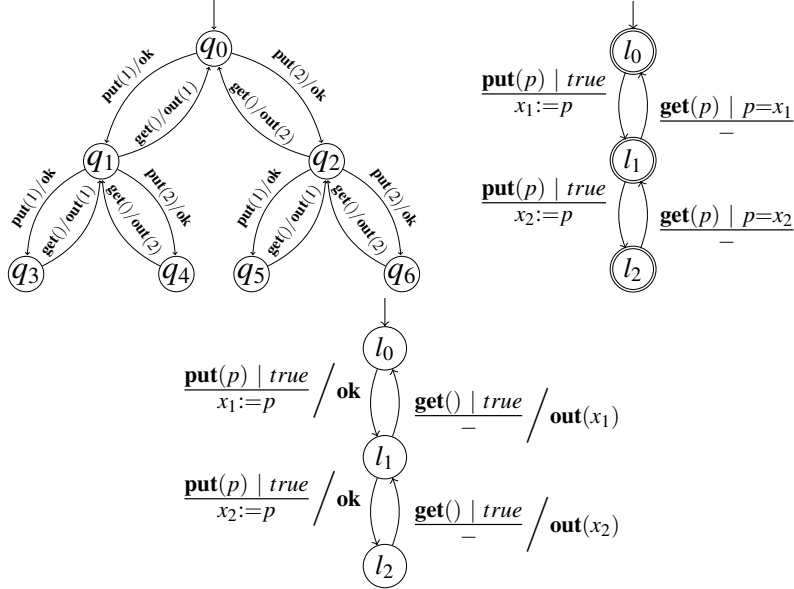 q0
put(1)/ok
get()/out(1)
get()/out(2)
put(2)/ok
q1
q2
put(1)/ok
get()/out(1)
get()/out(2)
put(2)/ok
put(1)/ok
get()/out(1)
get()/out(2)
put(2)/ok
q3
q4
q5
q6
l0
put(p) | true
x1:=p
get(p) | p=x1
−
l1
put(p) | true
x2:=p
get(p) | p=x2
−
l2
l0
put(p) | true / ok
x1:=p
get() | true / out(x1)
−
l1
put(p) | true / ok
x2:=p
get() | true / out(x2)
−
l2